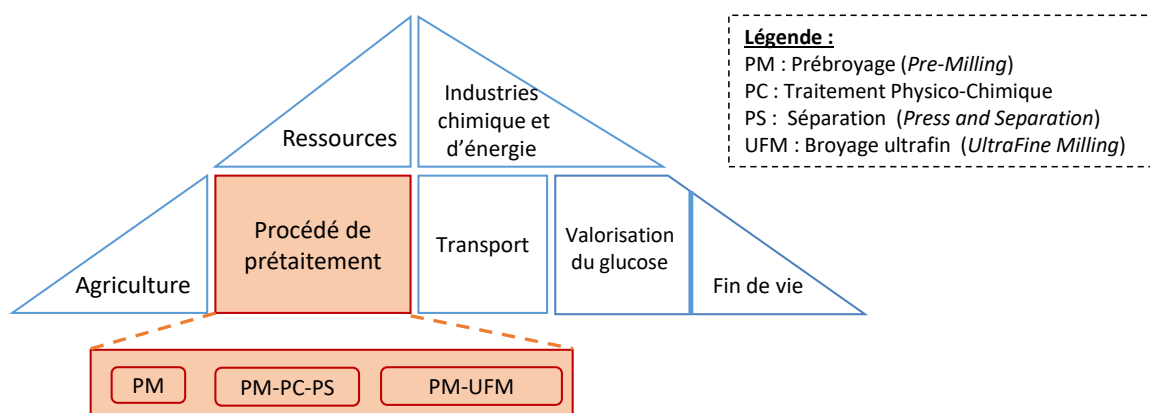 Légende :
PM : Prébroyage (Pre-Milling)
PC : Traitement Physico-Chimique
PS : Séparation (Press and Separation)
UFM : Broyage ultrafin (UltraFine Milling)
Ressources
Industries
chimique et
d'énergie
Agriculture
Procédé de
prétaitement
Transport
Valorisation
du glucose
Fin de vie
PM
PM-PC-PS
PM-UFM